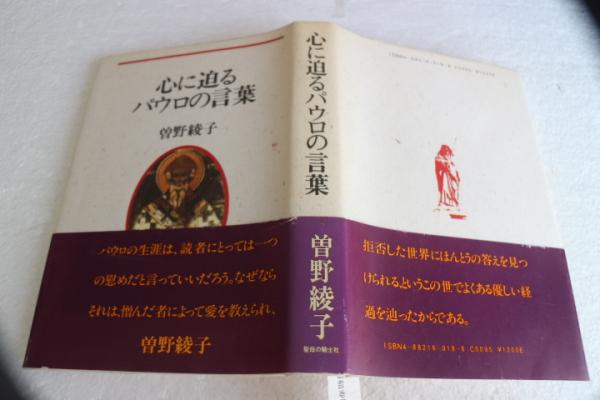 心に迫る
パウロの言葉
曽野綾子
パウロの生涯は、読者にとっては一つ
の慰めだと言っていいだろう。なぜなら
それは、憎んだ者によって愛を教えられ、
曽野綾子
心に迫るパウロの言葉
曽野綾子
聖母の騎士社
拒否した世界にほんとうの答えを見つ
けられる、というこの世でよくある優しい経
過を辿ったからである。
ISBN4-88216-018-8 C0095 ¥1200E